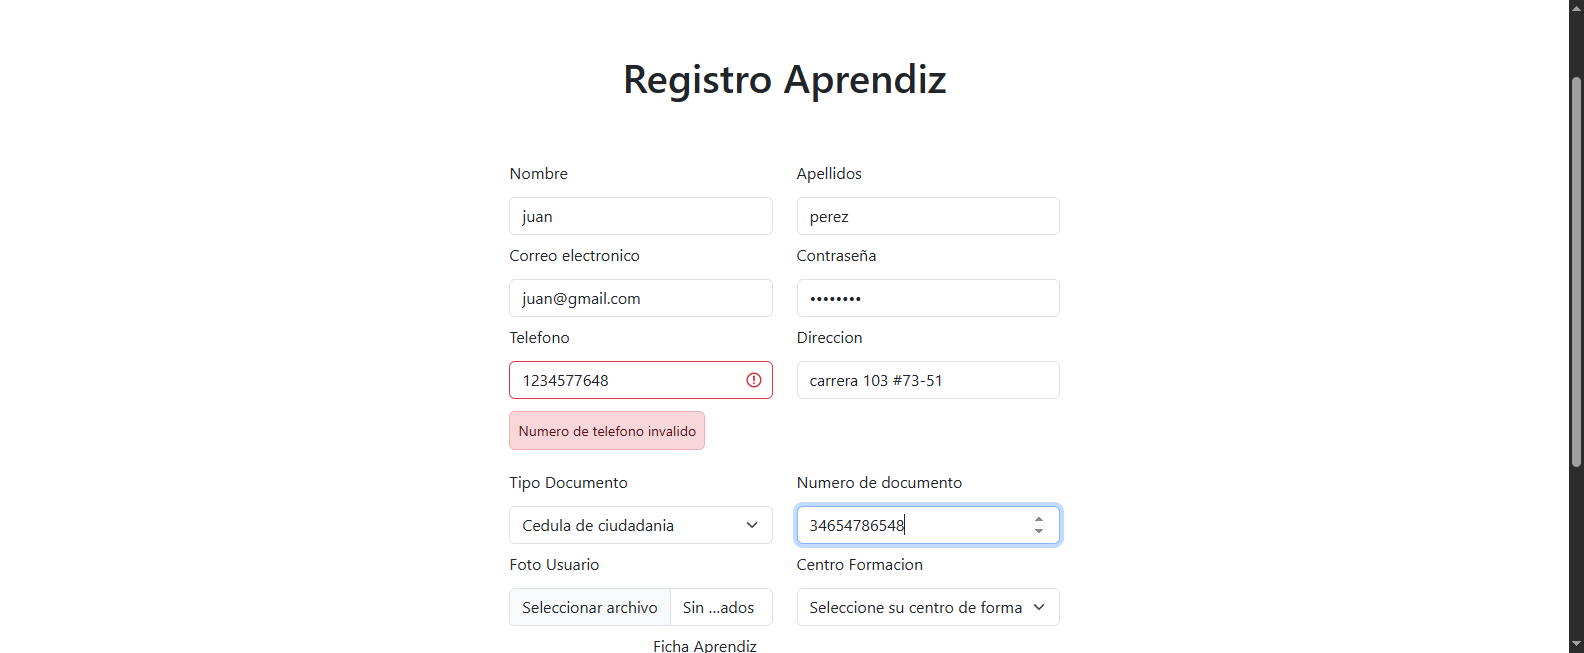 Registro Aprendiz
Nombre Apellidos
juan perez
Correo electronico Contraseña
juan@gmail.com ••••••••
Telefono Direccion
1234577648 carrera 103 #73-51
Numero de telefono invalido
Tipo Documento Numero de documento
Cedula de ciudadania 34654786548
Foto Usuario Centro Formacion
Seleccionar archivo Sin ...ados Seleccione su centro de forma
Ficha Aprendiz